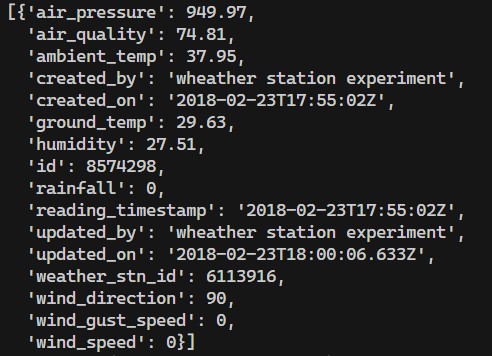 [{'air_pressure': 949.97,
'air_quality': 74.81,
'ambient_temp': 37.95,
'created_by': 'wheather station experiment',
'created_on': '2018-02-23T17:55:02Z',
'ground_temp': 29.63,
'humidity': 27.51,
'id': 8574298,
'rainfall': 0,
'reading_timestamp': '2018-02-23T17:55:02Z',
'updated_by': 'wheather station experiment',
'updated_on': '2018-02-23T18:00:06.633Z',
'weather_stn_id': 6113916,
'wind_direction': 90,
'wind_gust_speed': 0,
'wind_speed': 0}]